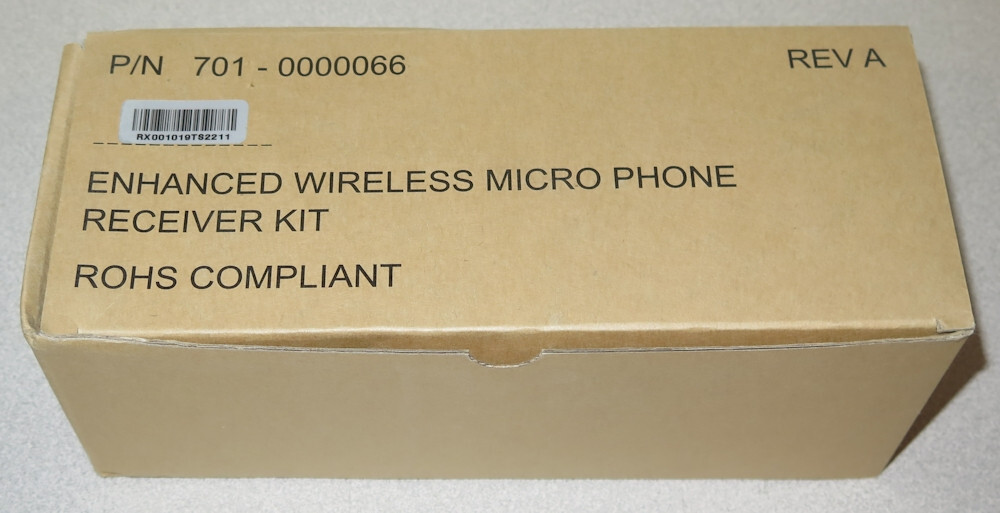 P/N 701 - 0000066
REV A
RX001019TS2211
ENHANCED WIRELESS MICRO PHONE
RECEIVER KIT
ROHS COMPLIANT